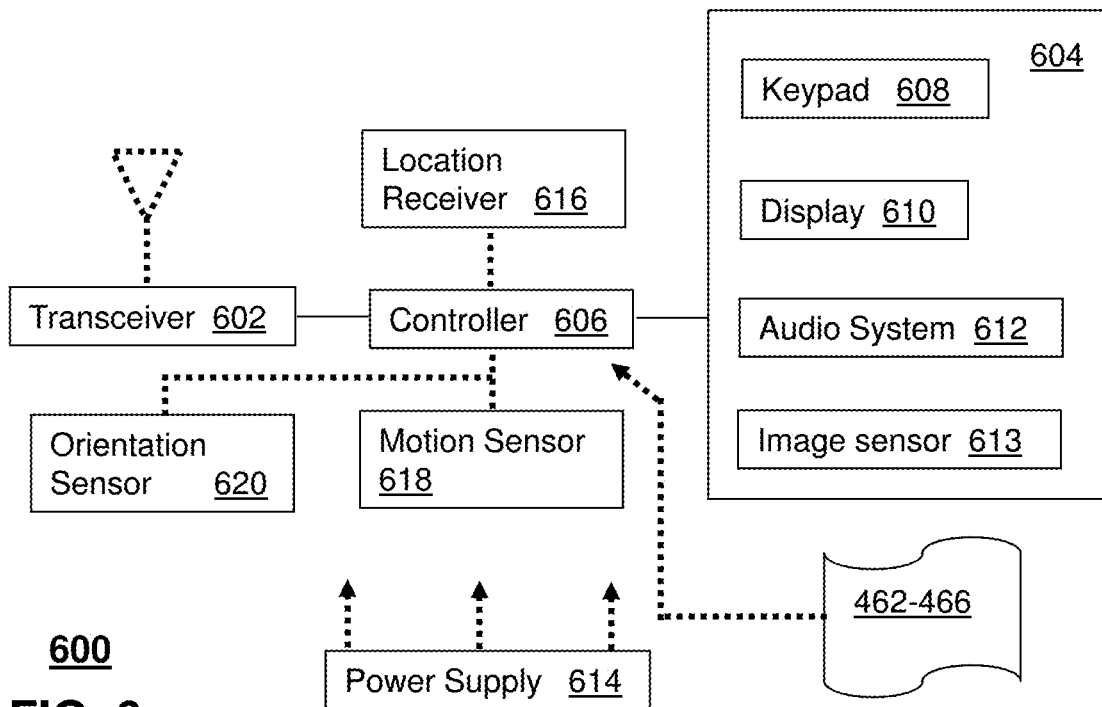 604
Keypad 608
Location
Receiver 616
Display 610
Transceiver 602
Controller 606
Audio System 612
Orientation
Sensor 620
Motion Sensor
618
Image sensor 613
462-466
600
Power Supply 614